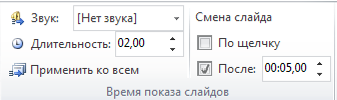 Звук: [Нет звука] Смена слайда
Длительность: 02,00 По щелчку
Применить ко всем После: 00:05,00
Время показа слайдов